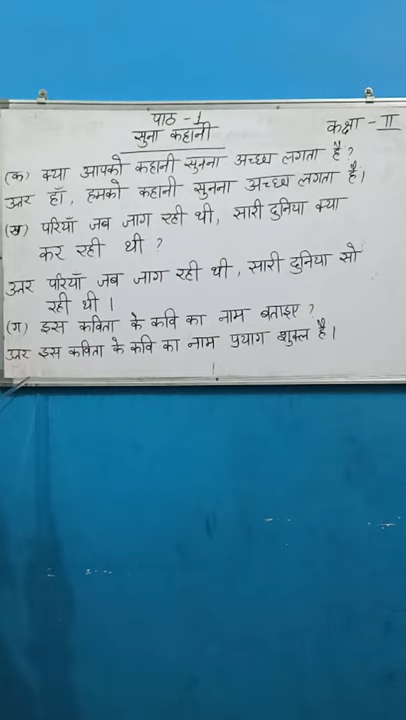 पाठ - 1
सुना कहानी
कक्षा - II
(क) क्या आपको कहानी सुनना अच्छा लगता है?
उत्तर हाँ, हमको कहानी सुनना अच्छा लगता है।
(ख) परियाँ जब जाग रही थी, सारी दुनिया क्या
कर रही थी ?
उत्तर परियाँ जब जाग रही थी, सारी दुनिया सो
रही थी ।
(ग) इस कविता के कवि का नाम बताइए ?
उत्तर इस कविता के कवि का नाम प्रयाग शुक्ल है।